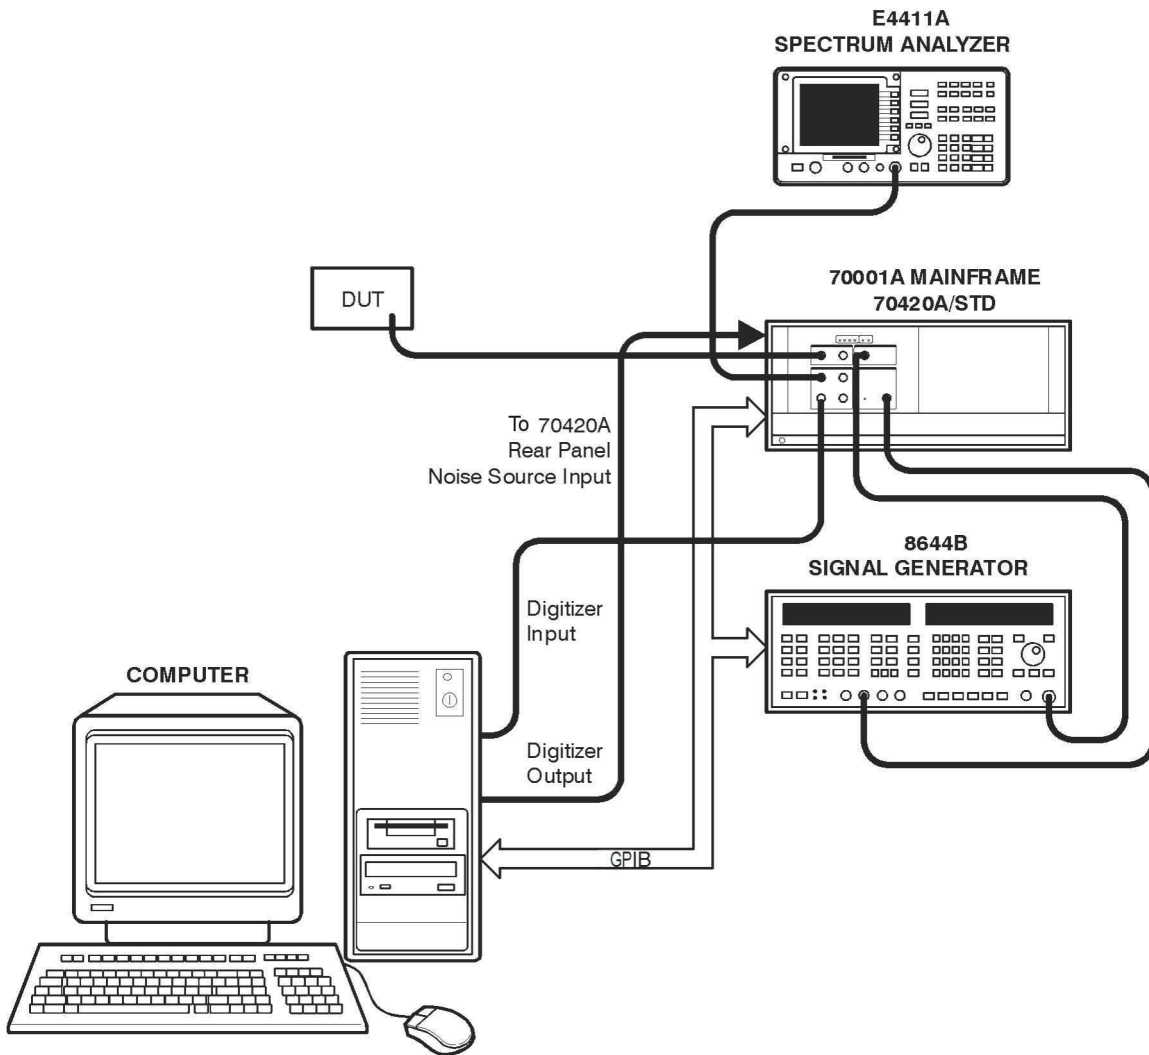 E4411A
SPECTRUM ANALYZER
DUT
70001A MAINFRAME
70420A/STD
To 70420A
Rear Panel
Noise Source Input
8644B
SIGNAL GENERATOR
Digitizer
Input
COMPUTER
Digitizer
Output
GPIB